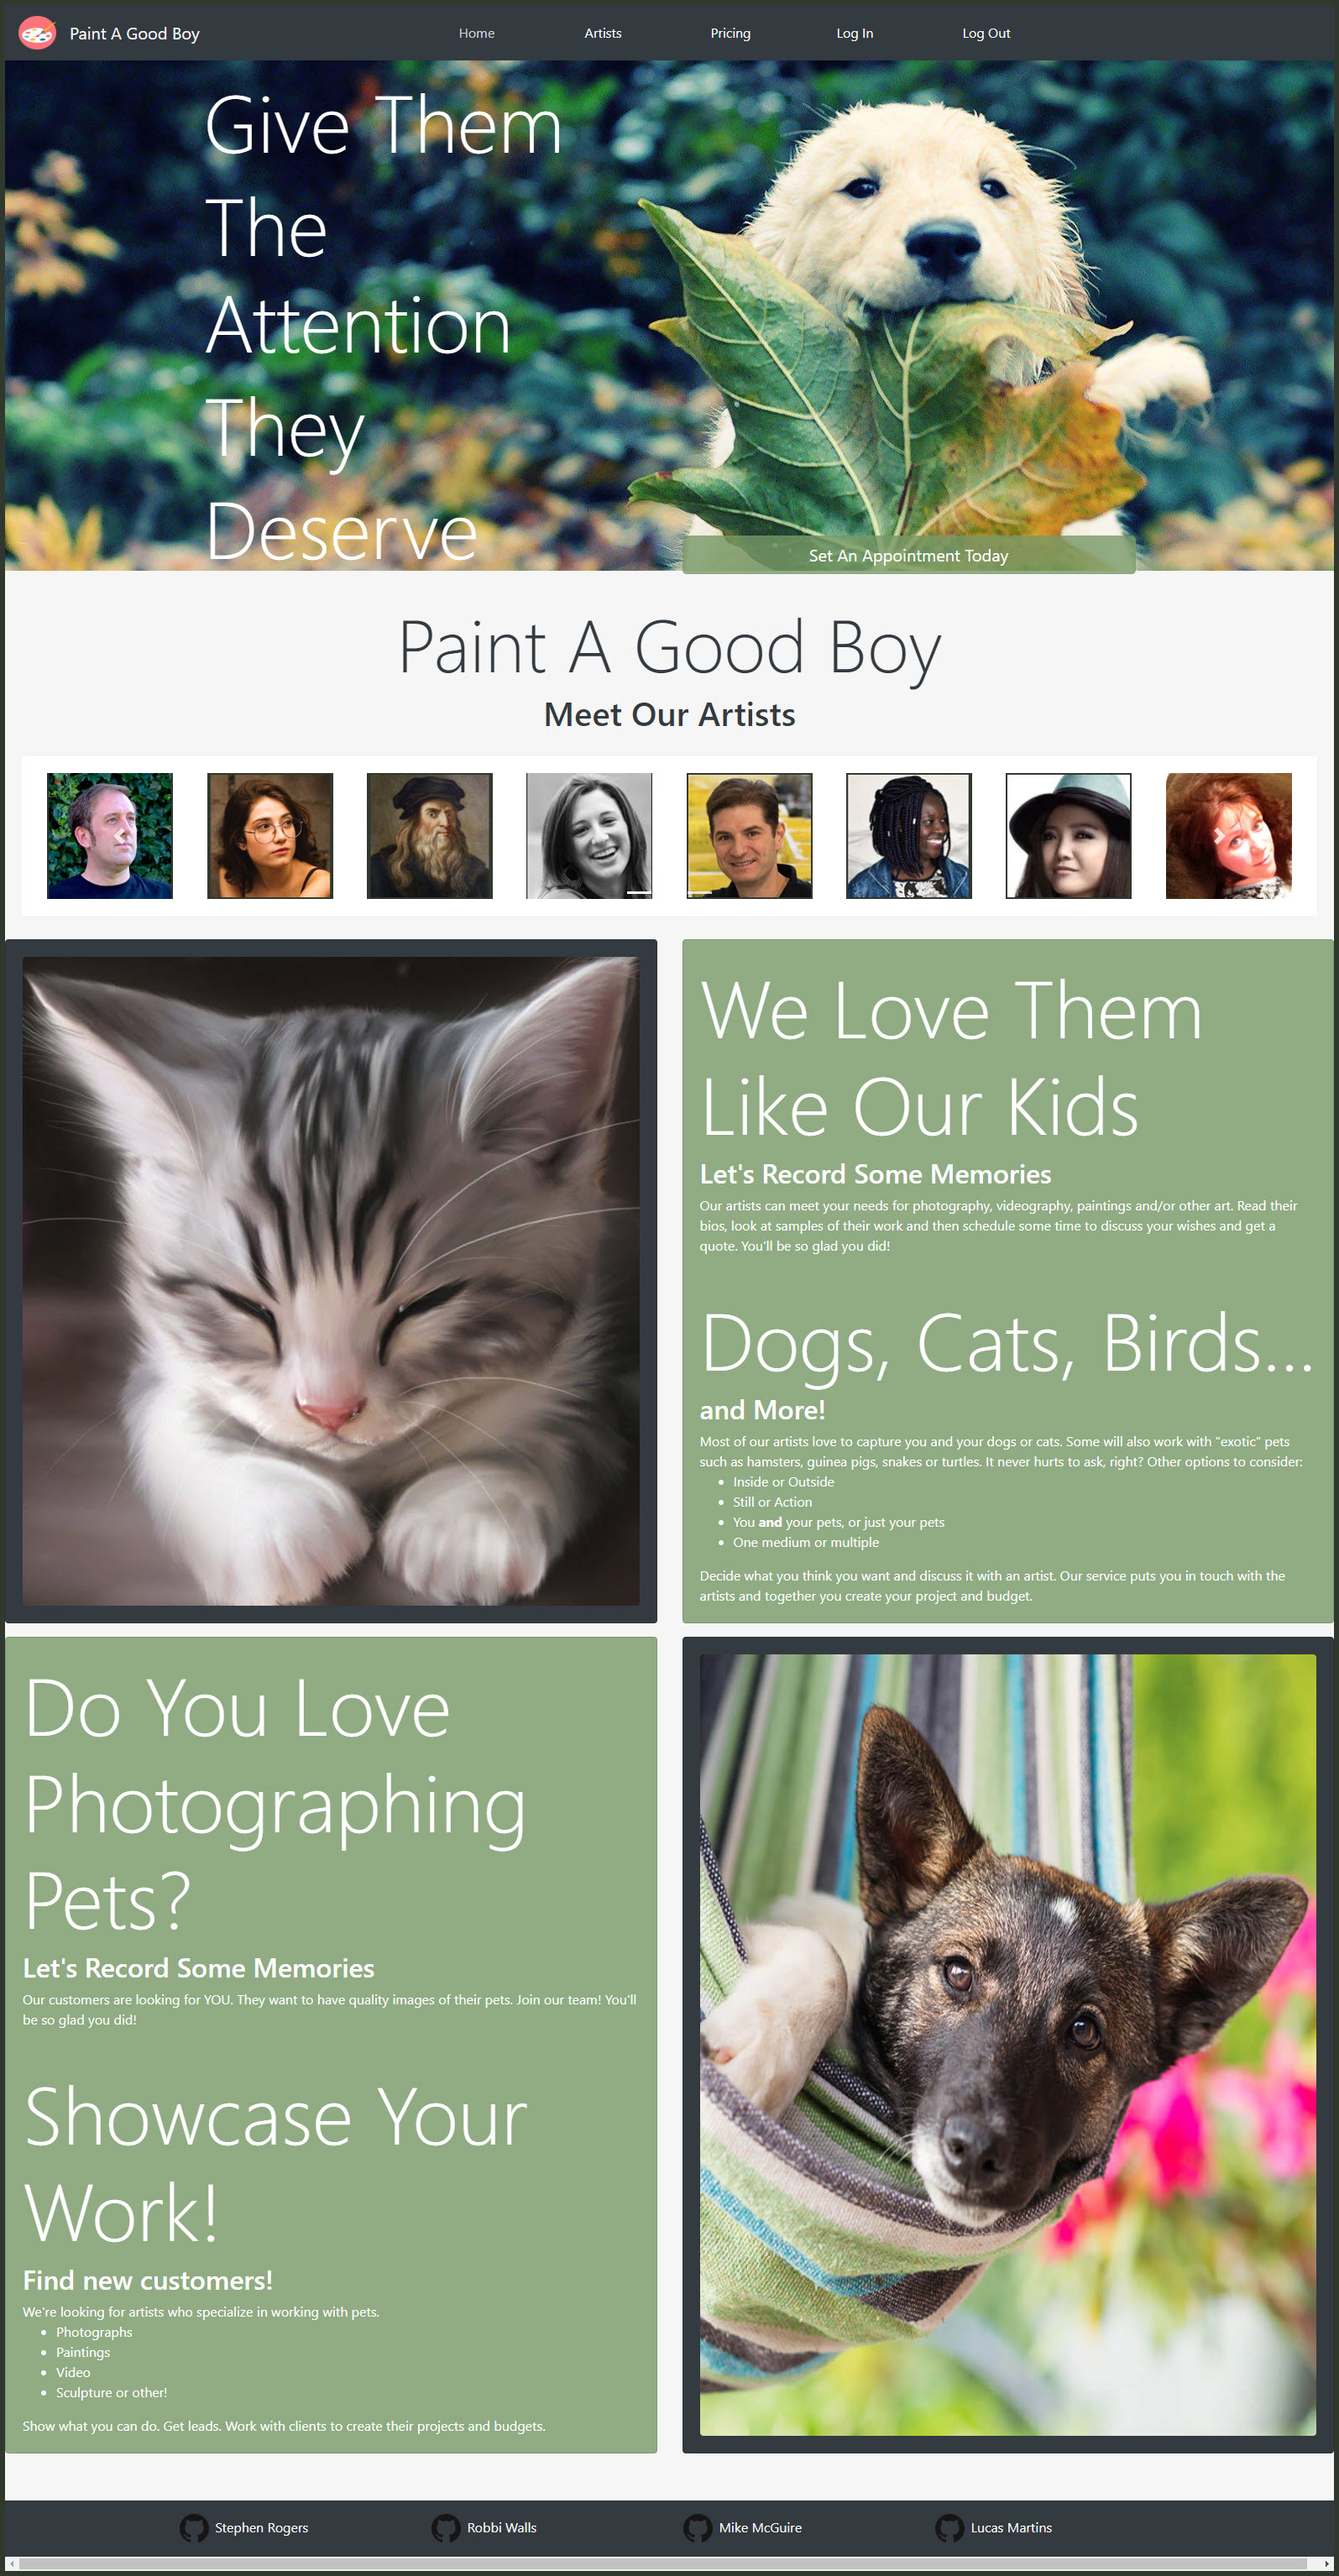 Paint A Good Boy
Home
Artists
Pricing
Log In
Log Out
Give Them
The
Attention
They
Deserve
Set An Appointment Today
Paint A Good Boy
Meet Our Artists
We Love Them
Like Our Kids
Let's Record Some Memories
Our artists can meet your needs for photography, videography, paintings and/or other art. Read their
bios, look at samples of their work and then schedule some time to discuss your wishes and get a
quote. You'll be so glad you did!
Dogs, Cats, Birds...
and More!
Most of our artists love to capture you and your dogs or cats. Some will also work with "exotic" pets
such as hamsters, guinea pigs, snakes or turtles. It never hurts to ask, right? Other options to consider:
• Inside or Outside
• Still or Action
• You and your pets, or just your pets
• One medium or multiple
Decide what you think you want and discuss it with an artist. Our service puts you in touch with the
artists and together you create your project and budget.
Do You Love
Photographing
Pets?
Let's Record Some Memories
Our customers are looking for YOU. They want to have quality images of their pets. Join our team! You'll
be so glad you did!
Showcase Your
Work!
Find new customers!
We're looking for artists who specialize in working with pets.
• Photographs
• Paintings
• Video
• Sculpture or other!
Show what you can do. Get leads. Work with clients to create their projects and budgets.
Stephen Rogers
Robbi Walls
Mike McGuire
Lucas Martins